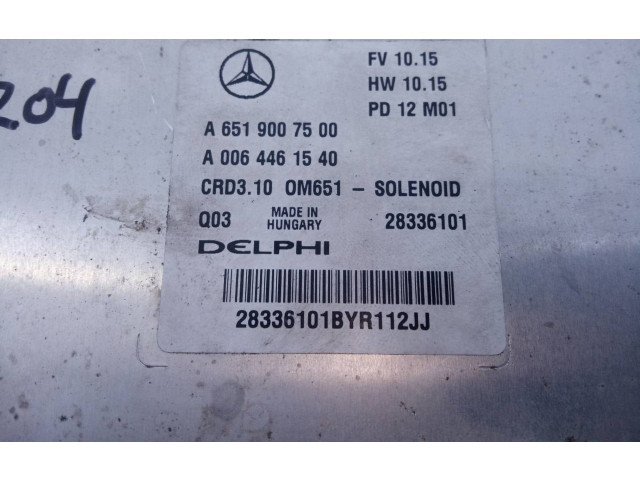 204
FV 10.15
HW 10.15
PD 12 M01
A 651 900 75 00
A 006 446 15 40
CRD3.10 OM651 - SOLENOID
Q03 MADE IN HUNGARY 28336101
DELPHI
28336101BYR112JJ